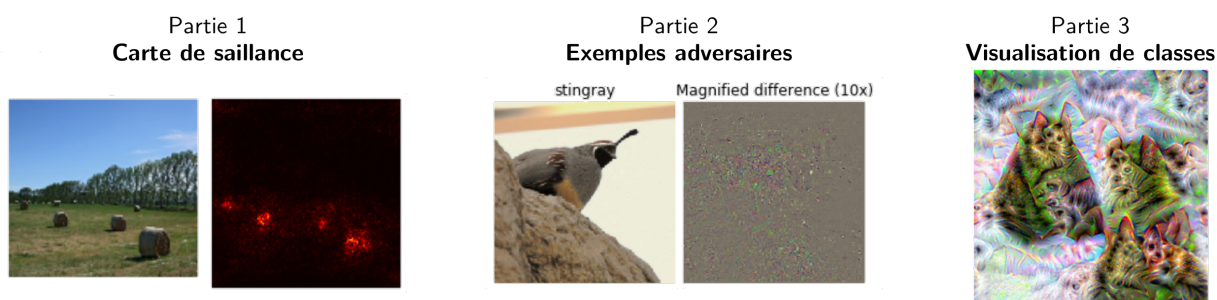 Partie 1
Carte de saillance
Partie 2
Exemples adversaires
stingray
Magnified difference (10x)
Partie 3
Visualisation de classes